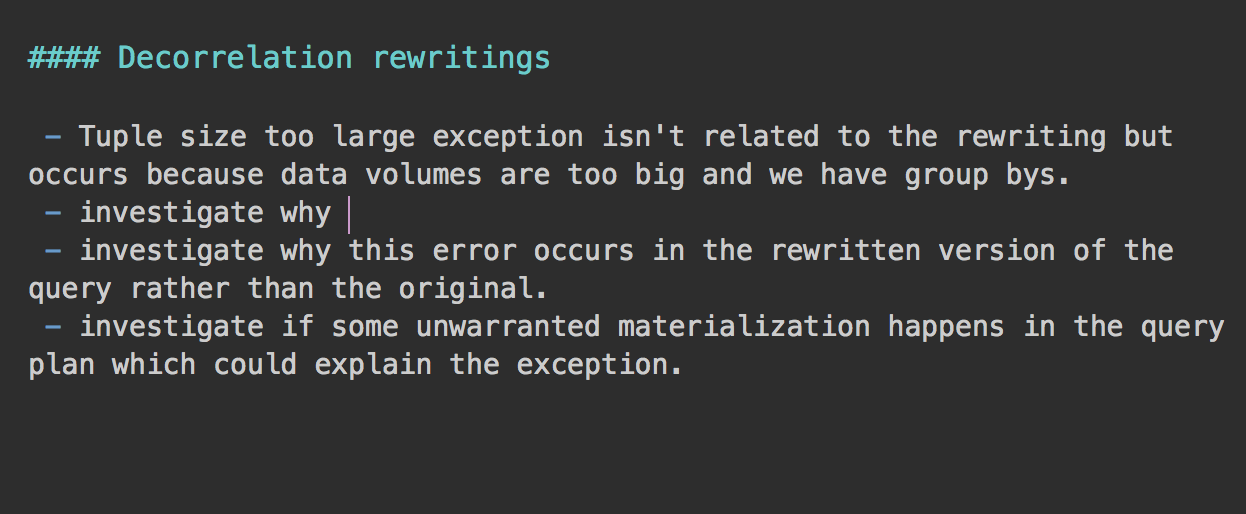 #### Decorrelation rewritings
- Tuple size too large exception isn't related to the rewriting but
occurs because data volumes are too big and we have group bys.
- investigate why
- investigate why this error occurs in the rewritten version of the
query rather than the original.
- investigate if some unwarranted materialization happens in the query
plan which could explain the exception.